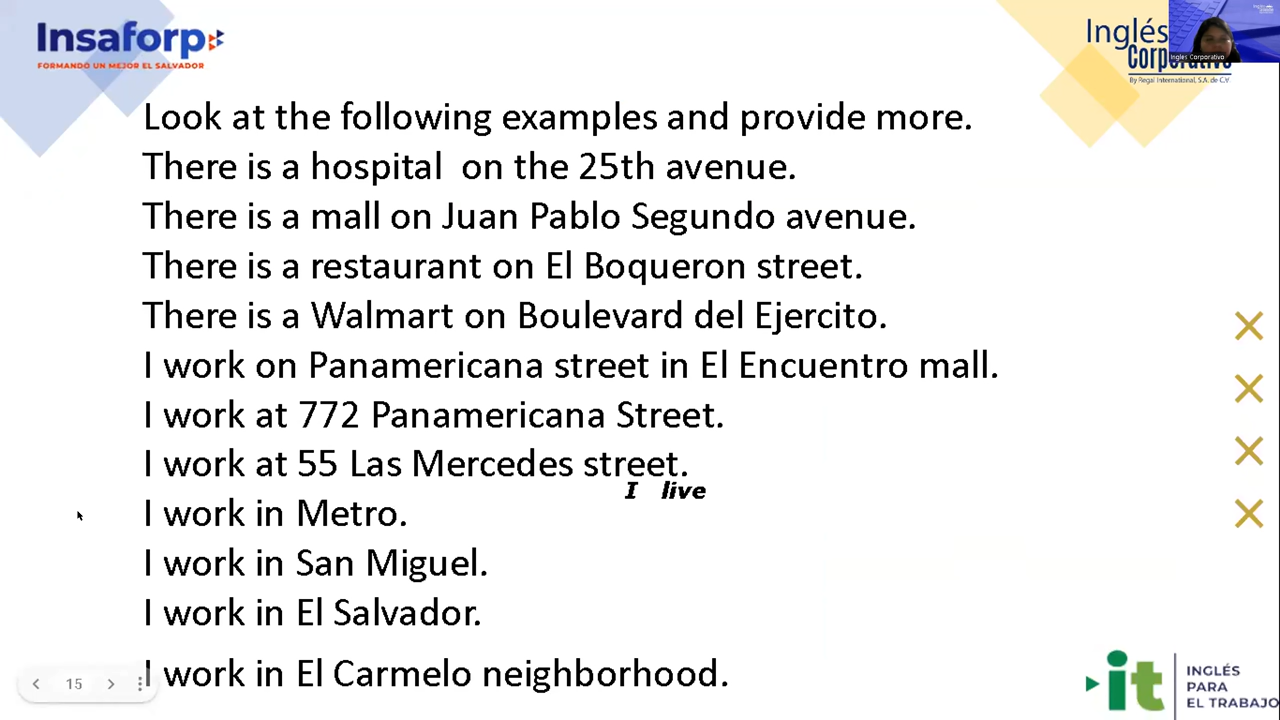 Insaforp
FORMANDO UN MEJOR EL SALVADOR
Inglés
Corporativo
By Regal International, S.A. de C.V
Ingles Corporativo
Look at the following examples and provide more.
There is a hospital on the 25th avenue.
There is a mall on Juan Pablo Segundo avenue.
There is a restaurant on El Boqueron street.
There is a Walmart on Boulevard del Ejercito.
I work on Panamericana street in El Encuentro mall.
I work at 772 Panamericana Street.
I work at 55 Las Mercedes street.
I live
I work in Metro.
I work in San Miguel.
I work in El Salvador.
I work in El Carmelo neighborhood.
15
it
INGLÉS
PARA
EL TRABAJO